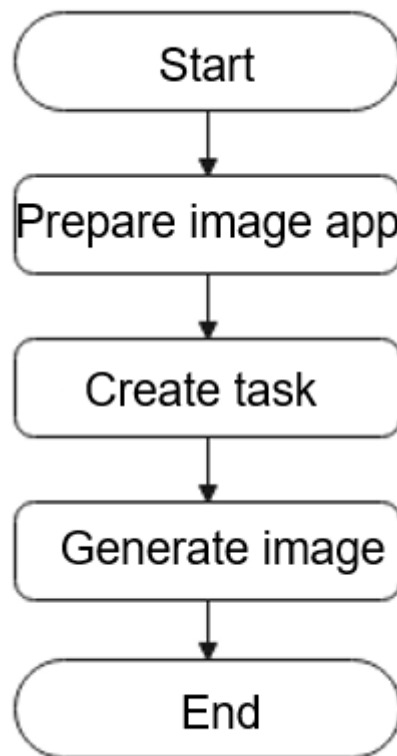 Start
Prepare image app
Create task
Generate image
End